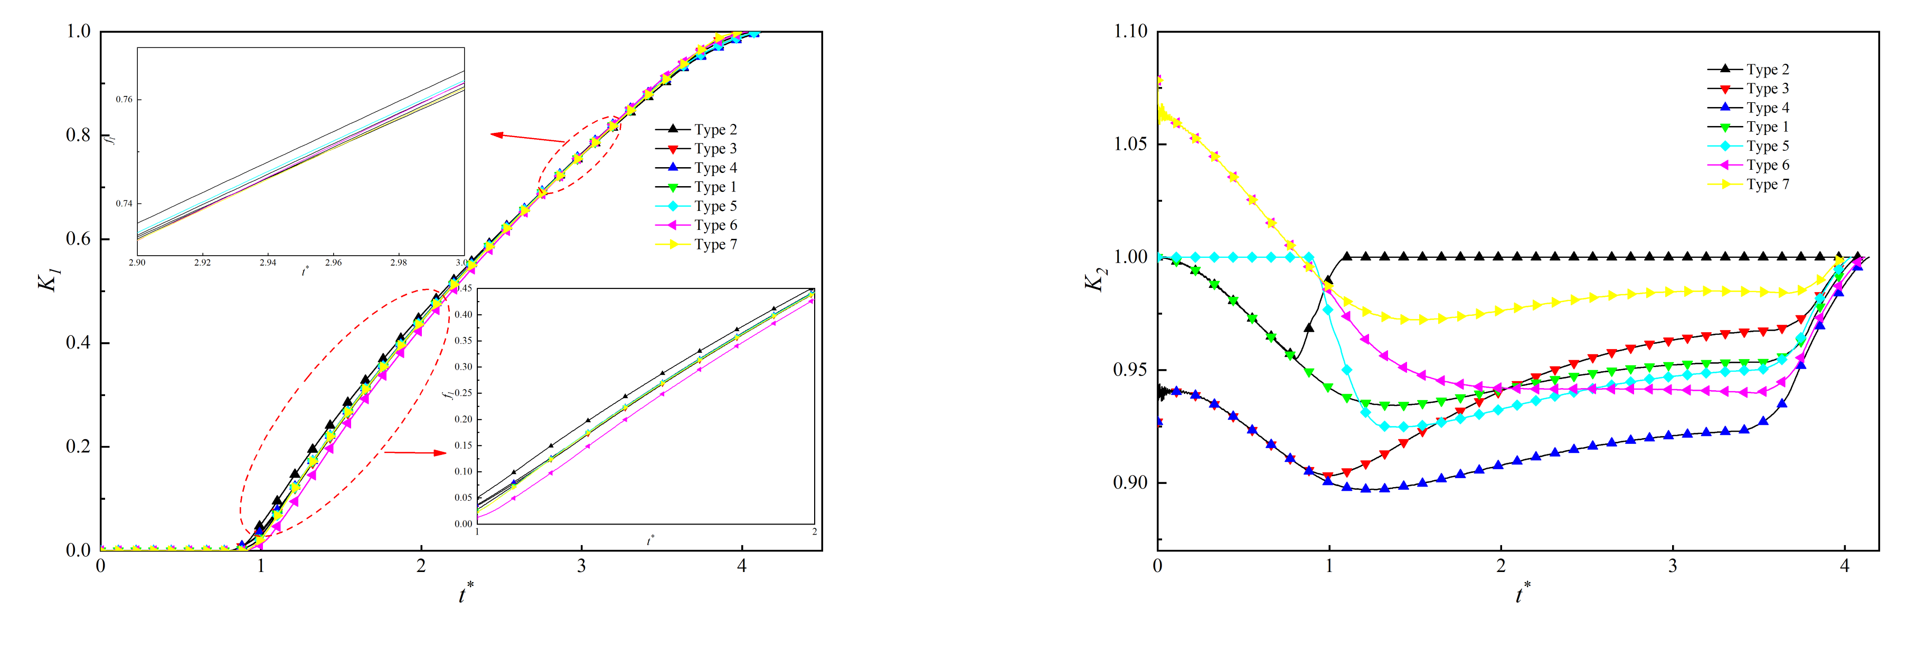 1.0
0.8
0.6
0.4
0.2
0.0
K1
0 1 2 3 4
t*
0.76
0.74
fl
2.90 2.92 2.94 2.96 2.98 3.0
t*
Type 2
Type 3
Type 4
Type 1
Type 5
Type 6
Type 7
0.45
0.40
0.35
0.30
0.25
0.20
0.15
0.10
0.05
0.00
fl
1 2
t*
1.10
1.05
1.00
0.95
0.90
K2
0 1 2 3 4
t*
Type 2
Type 3
Type 4
Type 1
Type 5
Type 6
Type 7